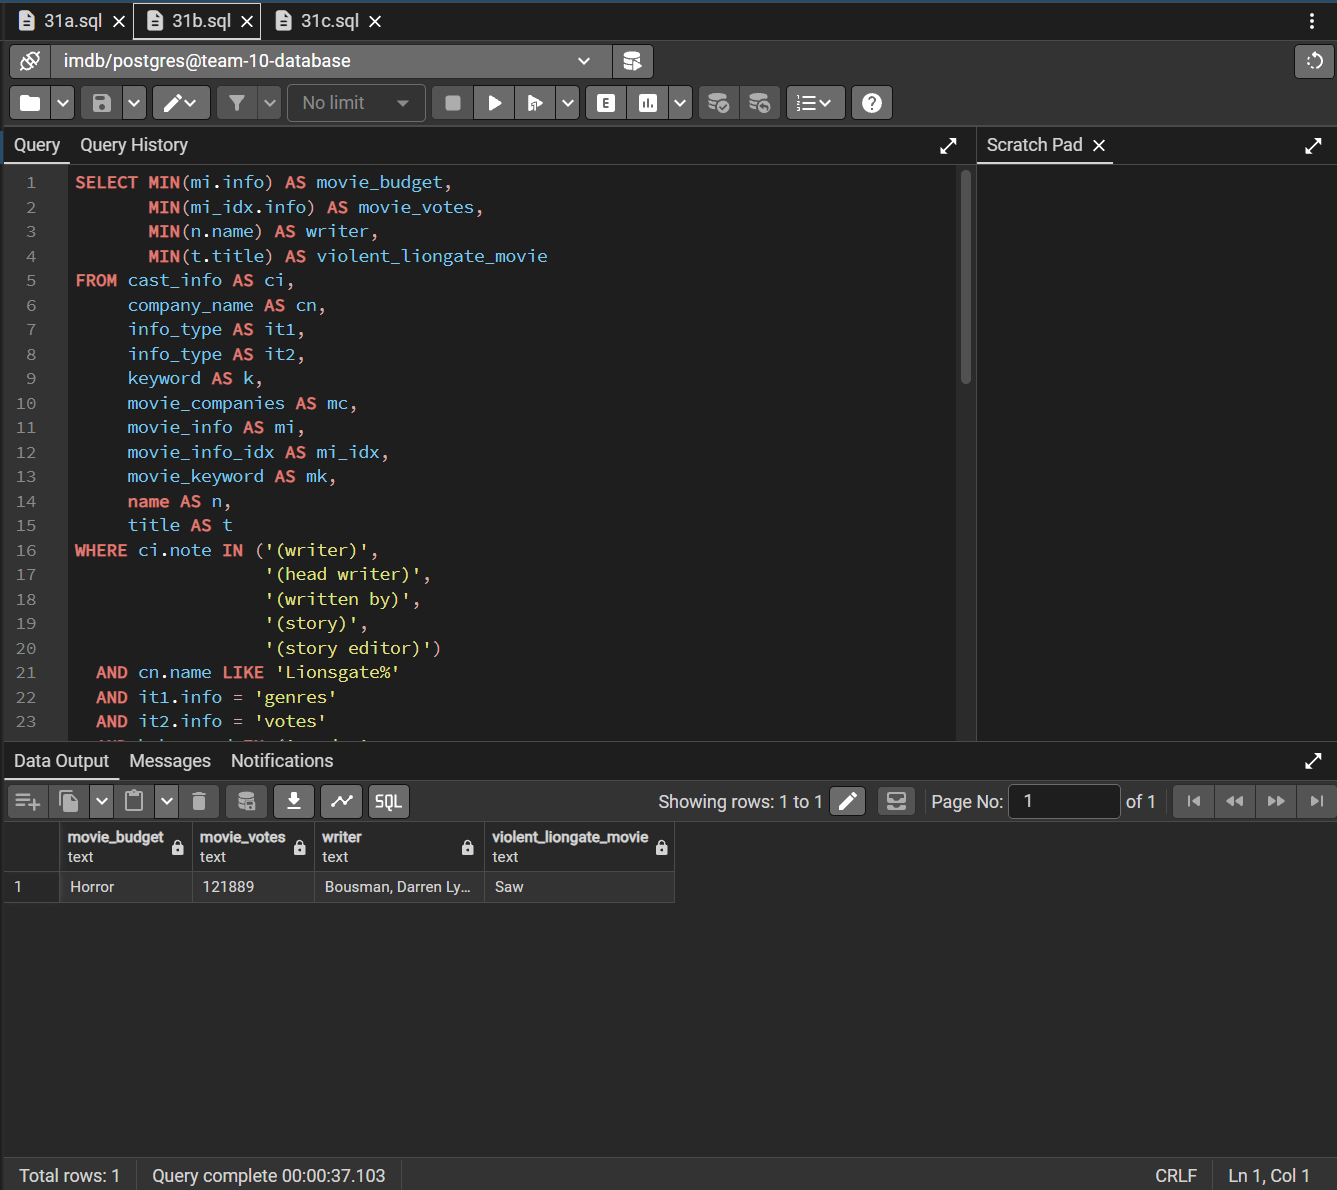 31a.sql 31b.sql 31c.sql
imdb/postgres@team-10-database
No limit
Query Query History Scratch Pad
1 SELECT MIN(mi.info) AS movie_budget,
2 MIN(mi_idx.info) AS movie_votes,
3 MIN(n.name) AS writer,
4 MIN(t.title) AS violent_liongate_movie
5 FROM cast_info AS ci,
6 company_name AS cn,
7 info_type AS it1,
8 info_type AS it2,
9 keyword AS k,
10 movie_companies AS mc,
11 movie_info AS mi,
12 movie_info_idx AS mi_idx,
13 movie_keyword AS mk,
14 name AS n,
15 title AS t
16 WHERE ci.note IN ('(writer)',
17 '(head writer)',
18 '(written by)',
19 '(story)',
20 '(story editor)')
21 AND cn.name LIKE 'Lionsgate%'
22 AND it1.info = 'genres'
23 AND it2.info = 'votes'
Data Output Messages Notifications
SQL Showing rows: 1 to 1 Page No: 1 of 1
movie_budget movie_votes writer violent_liongate_movie
text text text text
1 Horror 121889 Bousman, Darren Ly... Saw
Total rows: 1 Query complete 00:00:37.103 CRLF Ln 1, Col 1